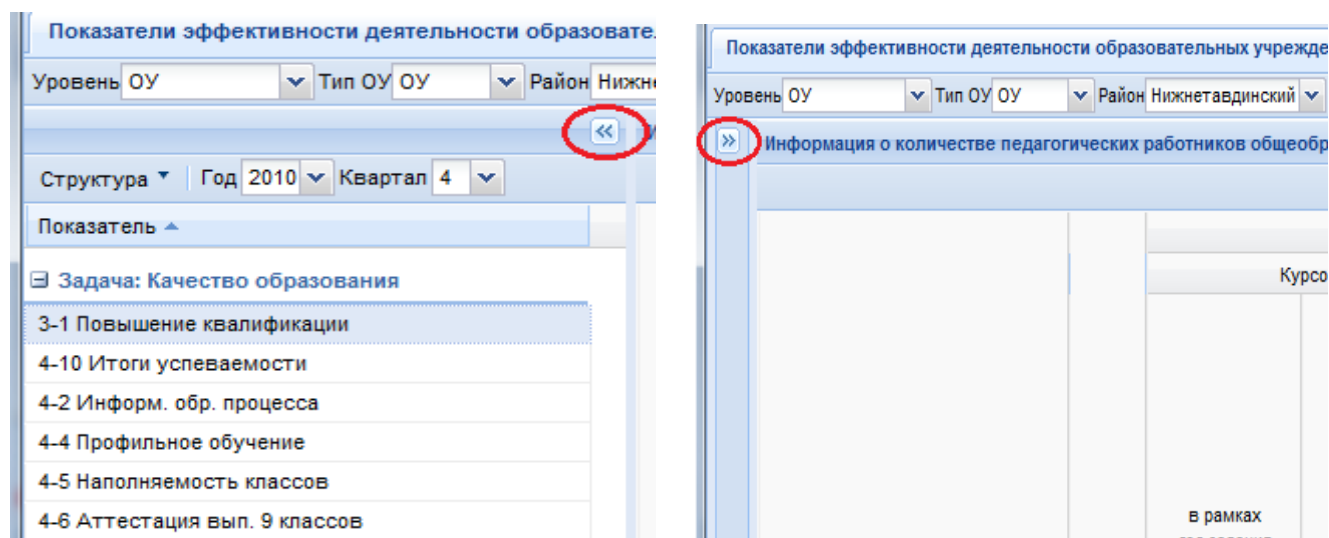 Показатели эффективности деятельности образовате
Уровень ОУ Тип ОУ ОУ Район Нижне
«
Структура Год 2010 Квартал 4
Показатель
Задача: Качество образования
3-1 Повышение квалификации
4-10 Итоги успеваемости
4-2 Информ. обр. процесса
4-4 Профильное обучение
4-5 Наполняемость классов
4-6 Аттестация вып. 9 классов
Показатели эффективности деятельности образовательных учрежде
Уровень ОУ Тип ОУ ОУ Район Нижнетавдинский
» Информация о количестве педагогических работников общеобр
Курсо
в рамках